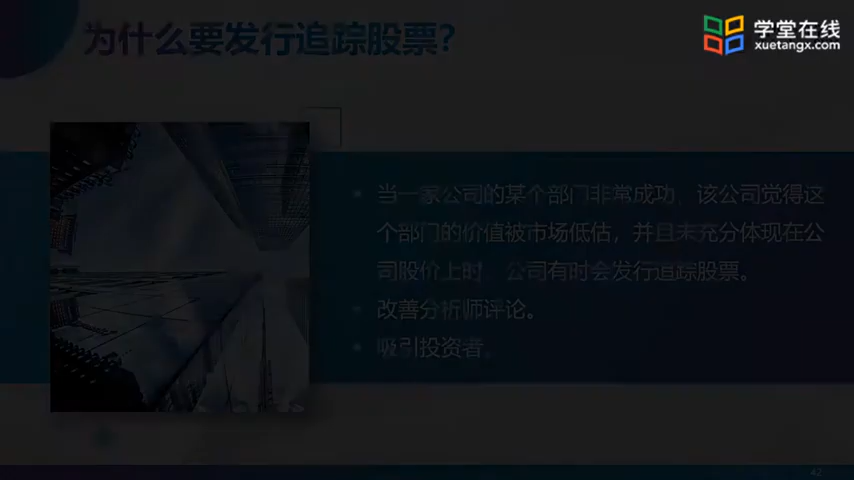 为什么要发行追踪股票？
学堂在线
xuetangx.com
当一家公司的某个部门非常成功，该公司觉得这
个部门的价值被市场低估，并且未充分体现在公
司股价上时，公司有时会发行追踪股票。
改善分析师评论。
吸引投资者。
42